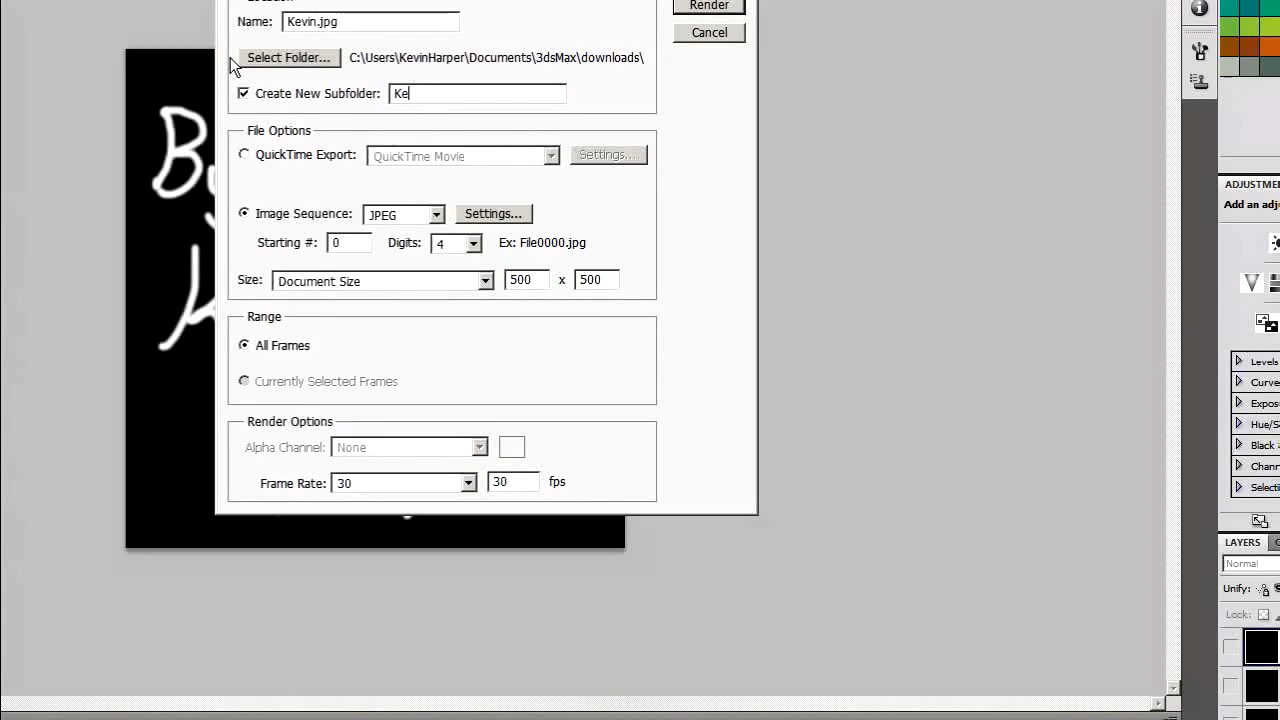 Name: Kevin.jpg
Render
Cancel
Select Folder... C:\Users\KevinHarper\Documents\3dsMax\downloads\
Create New Subfolder: Ke
File Options
QuickTime Export: QuickTime Movie Settings...
Image Sequence: JPEG Settings...
Starting #: 0 Digits: 4 Ex: File0000.jpg
Size: Document Size 500 x 500
Range
All Frames
Currently Selected Frames
Render Options
Alpha Channel: None
Frame Rate: 30 30 fps
ADJUSTME
Add an adj
Levels
Curve
Expos
Hue/S
Black
Chann
Selecti
LAYERS
Normal
Unify:
Lock: